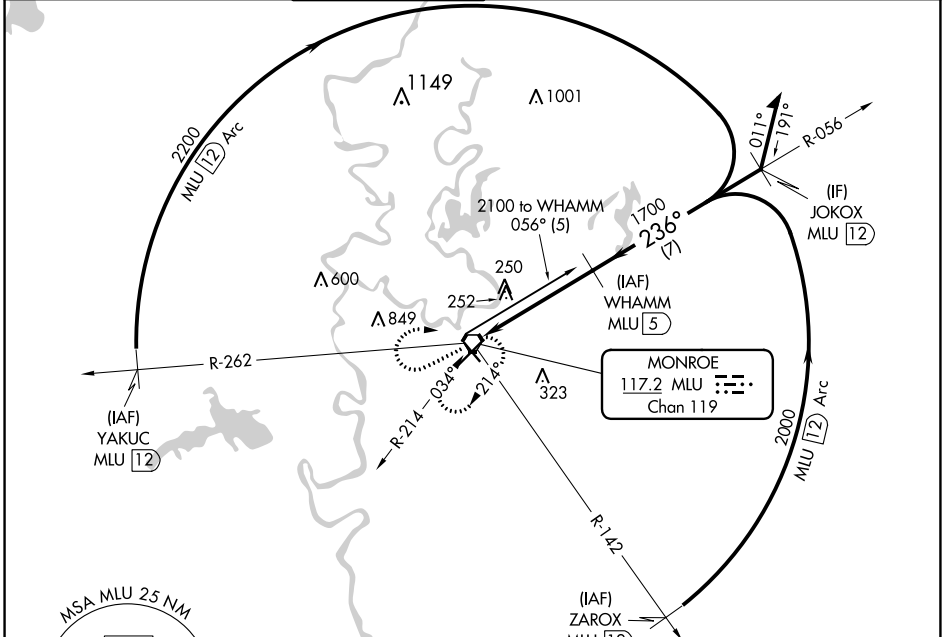 1149
1001
2200
MLU 12 Arc
011°
191°
R-056
(IF)
JOKOX
MLU 12
2100 to WHAMM
056° (5)
1700
236°
(7)
250
252
600
849
(IAF)
WHAMM
MLU 5
R-262
(IAF)
YAKUC
MLU 12
R-214
034°
214°
323
MONROE
117.2 MLU
Chan 119
2000
MLU 12 Arc
R-142
MSA MLU 25 NM
(IAF)
ZAROX